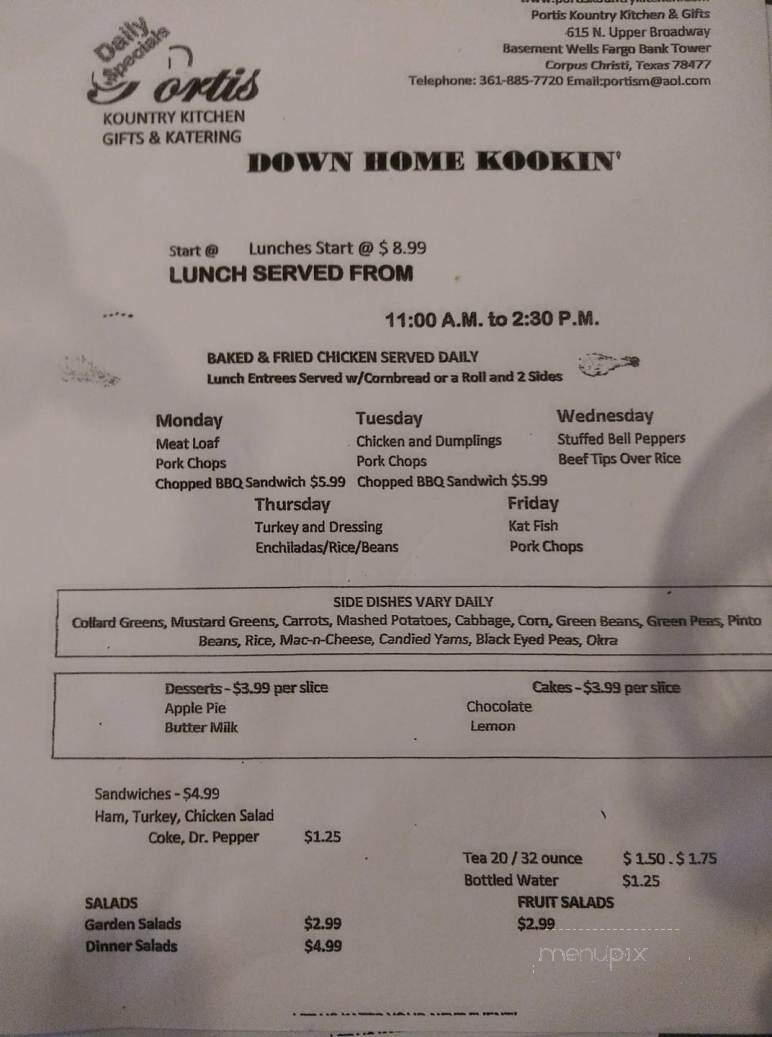 Portis Kountry Kitchen & Gifts
615 N. Upper Broadway
Basement Wells Fargo Bank Tower
Corpus Christi, Texas 78477
Telephone: 361-885-7720 Email:portism@aol.com
Daily Specials
Portis
KOUNTRY KITCHEN
GIFTS & KATERING
DOWN HOME KOOKIN'
Start @ Lunches Start @ $ 8.99
LUNCH SERVED FROM
11:00 A.M. to 2:30 P.M.
BAKED & FRIED CHICKEN SERVED DAILY
Lunch Entrees Served w/Cornbread or a Roll and 2 Sides
Monday Tuesday Wednesday
Meat Loaf Chicken and Dumplings Stuffed Bell Peppers
Pork Chops Pork Chops Beef Tips Over Rice
Chopped BBQ Sandwich $5.99 Chopped BBQ Sandwich $5.99
Thursday Friday
Turkey and Dressing Kat Fish
Enchiladas/Rice/Beans Pork Chops
SIDE DISHES VARY DAILY
Collard Greens, Mustard Greens, Carrots, Mashed Potatoes, Cabbage, Corn, Green Beans, Green Peas, Pinto
Beans, Rice, Mac-n-Cheese, Candied Yams, Black Eyed Peas, Okra
Desserts - $3.99 per slice Cakes - $3.99 per slice
Apple Pie Chocolate
Butter Milk Lemon
Sandwiches - $4.99
Ham, Turkey, Chicken Salad
Coke, Dr. Pepper $1.25
Tea 20 / 32 ounce $ 1.50 . $ 1.75
Bottled Water $1.25
SALADS FRUIT SALADS
Garden Salads $2.99 $2.99
Dinner Salads $4.99
menupix